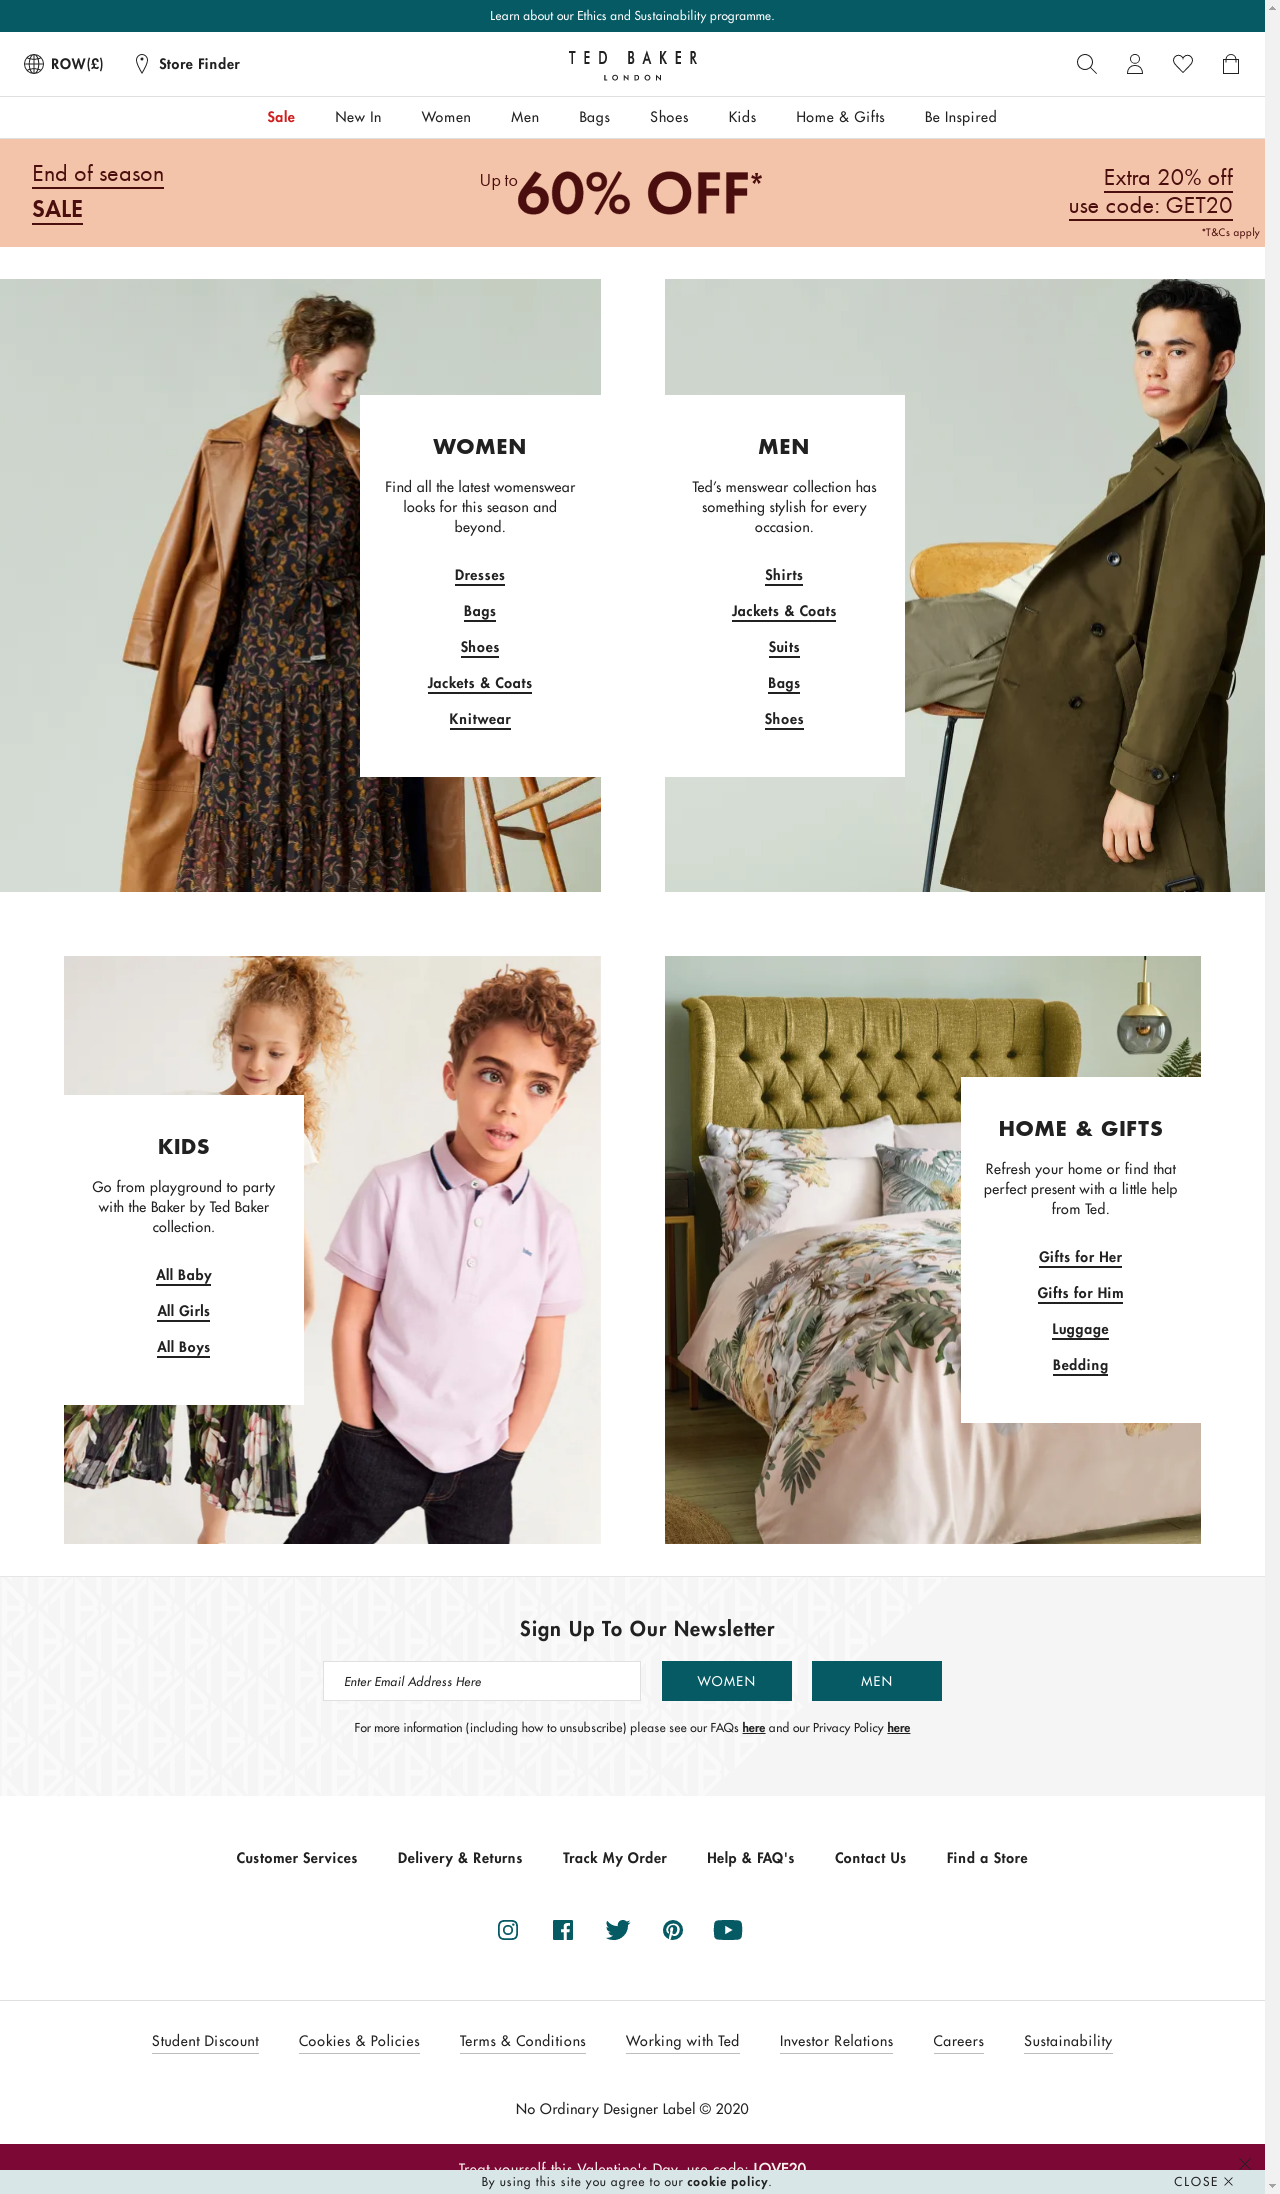 Learn about our Ethics and Sustainability programme.
ROW(£) Store Finder
TED BAKER
LONDON
Sale New In Women Men Bags Shoes Kids Home & Gifts Be Inspired
End of season
SALE
Up to 60% OFF*
Extra 20% off
use code: GET20
*T&Cs apply
WOMEN
Find all the latest womenswear
looks for this season and
beyond.
Dresses
Bags
Shoes
Jackets & Coats
Knitwear
MEN
Ted's menswear collection has
something stylish for every
occasion.
Shirts
Jackets & Coats
Suits
Bags
Shoes
KIDS
Go from playground to party
with the Baker by Ted Baker
collection.
All Baby
All Girls
All Boys
HOME & GIFTS
Refresh your home or find that
perfect present with a little help
from Ted.
Gifts for Her
Gifts for Him
Luggage
Bedding
Sign Up To Our Newsletter
Enter Email Address Here WOMEN MEN
For more information (including how to unsubscribe) please see our FAQs here and our Privacy Policy here
Customer Services Delivery & Returns Track My Order Help & FAQ's Contact Us Find a Store
Student Discount Cookies & Policies Terms & Conditions Working with Ted Investor Relations Careers Sustainability
No Ordinary Designer Label © 2020
Treat yourself this Valentine's Day, use code: LOVE20
By using this site you agree to our cookie policy. CLOSE